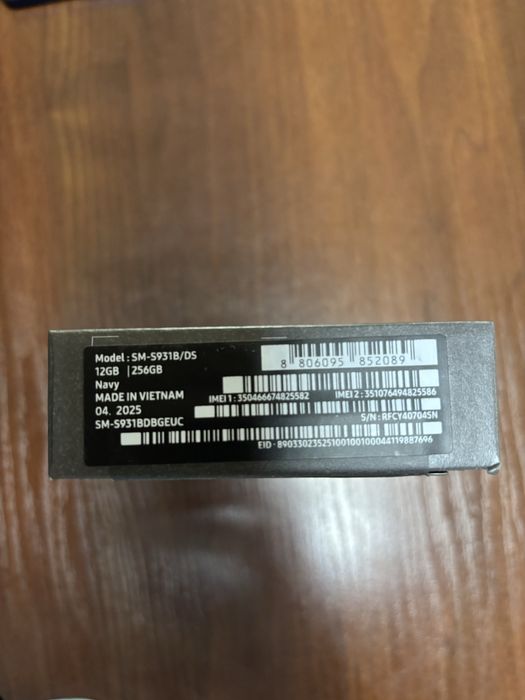 Model : SM-S931B/DS
12GB | 256GB
Navy
MADE IN VIETNAM
04. 2025
SM-S931BDBGEUC
8 806095 852089
IMEI 1 : 350466674825582
IMEI 2 : 351076494825586
S/N : RFCY40704SN
EID : 89033023525100100100044119887696